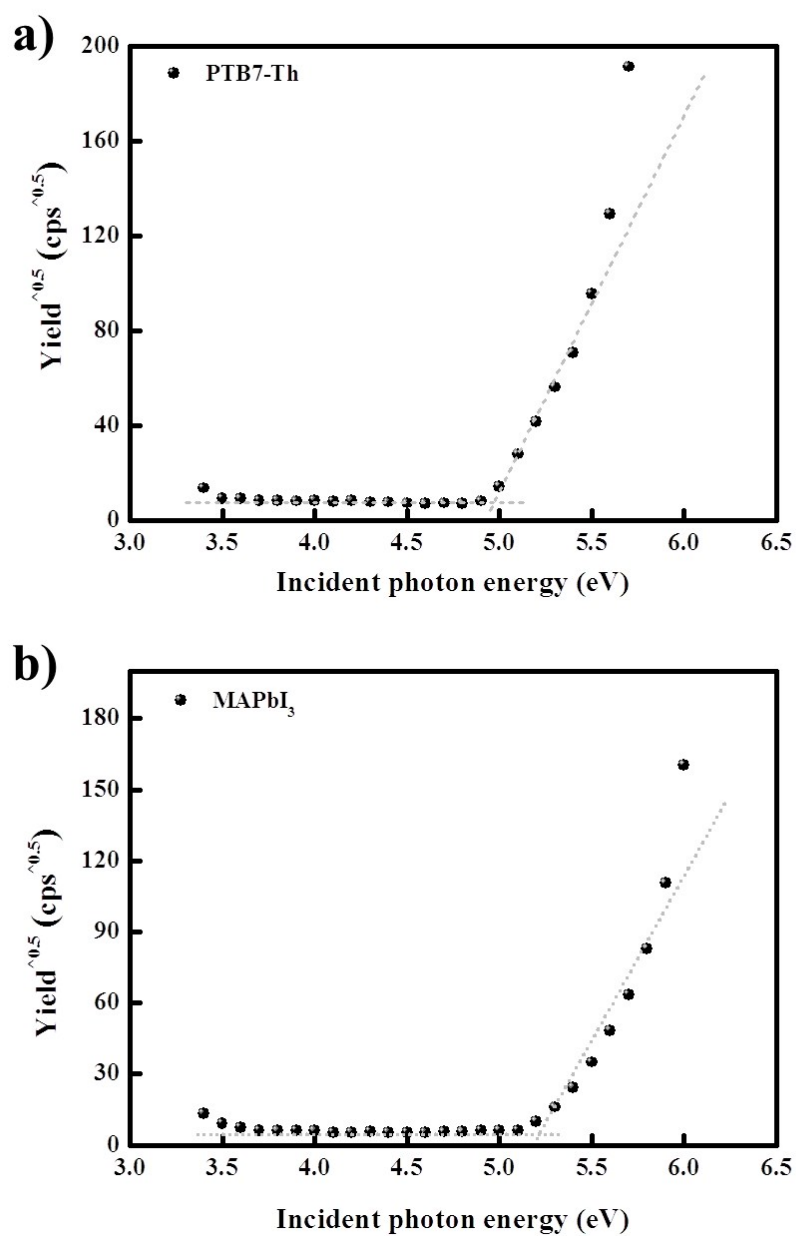 a)
200
PTB7-Th
160
120
80
40
0
Yield^0.5 (cps^0.5)
3.0 3.5 4.0 4.5 5.0 5.5 6.0 6.5
Incident photon energy (eV)
b)
MAPbI3
180
150
120
90
60
30
0
Yield^0.5 (cps^0.5)
3.0 3.5 4.0 4.5 5.0 5.5 6.0 6.5
Incident photon energy (eV)